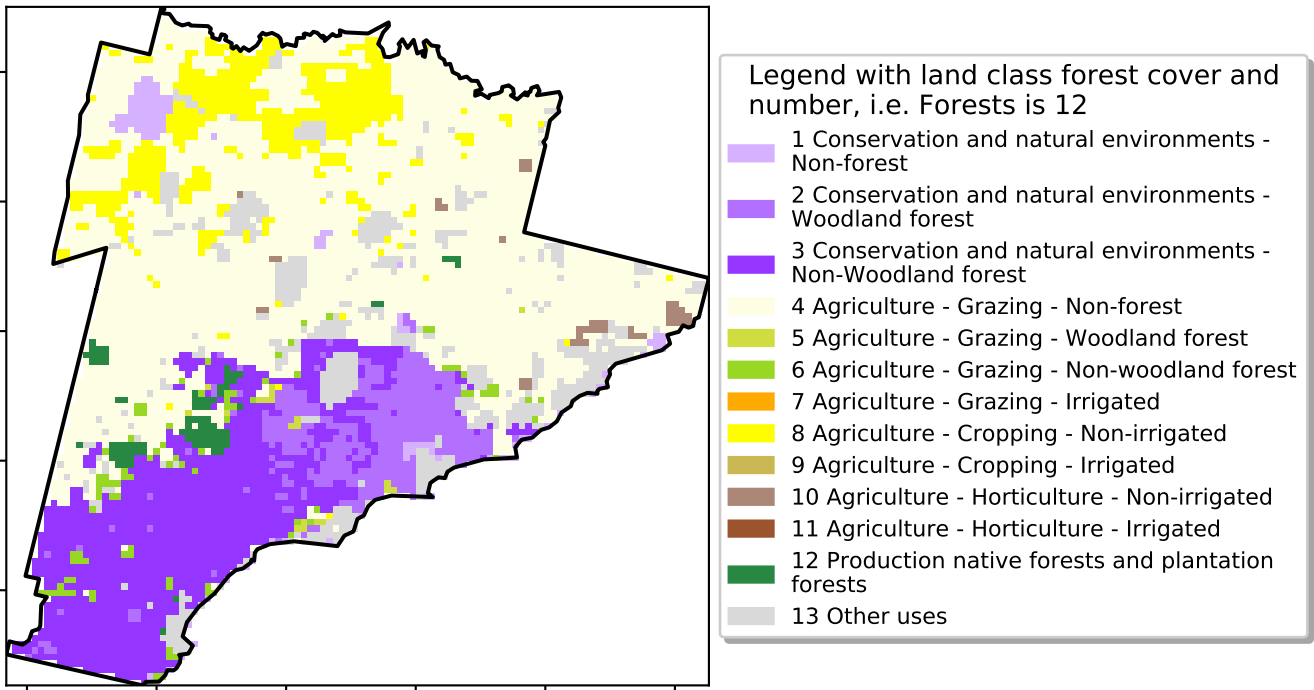 Legend with land class forest cover and
number, i.e. Forests is 12
1 Conservation and natural environments -
Non-forest
2 Conservation and natural environments -
Woodland forest
3 Conservation and natural environments -
Non-Woodland forest
4 Agriculture - Grazing - Non-forest
5 Agriculture - Grazing - Woodland forest
6 Agriculture - Grazing - Non-woodland forest
7 Agriculture - Grazing - Irrigated
8 Agriculture - Cropping - Non-irrigated
9 Agriculture - Cropping - Irrigated
10 Agriculture - Horticulture - Non-irrigated
11 Agriculture - Horticulture - Irrigated
12 Production native forests and plantation
forests
13 Other uses